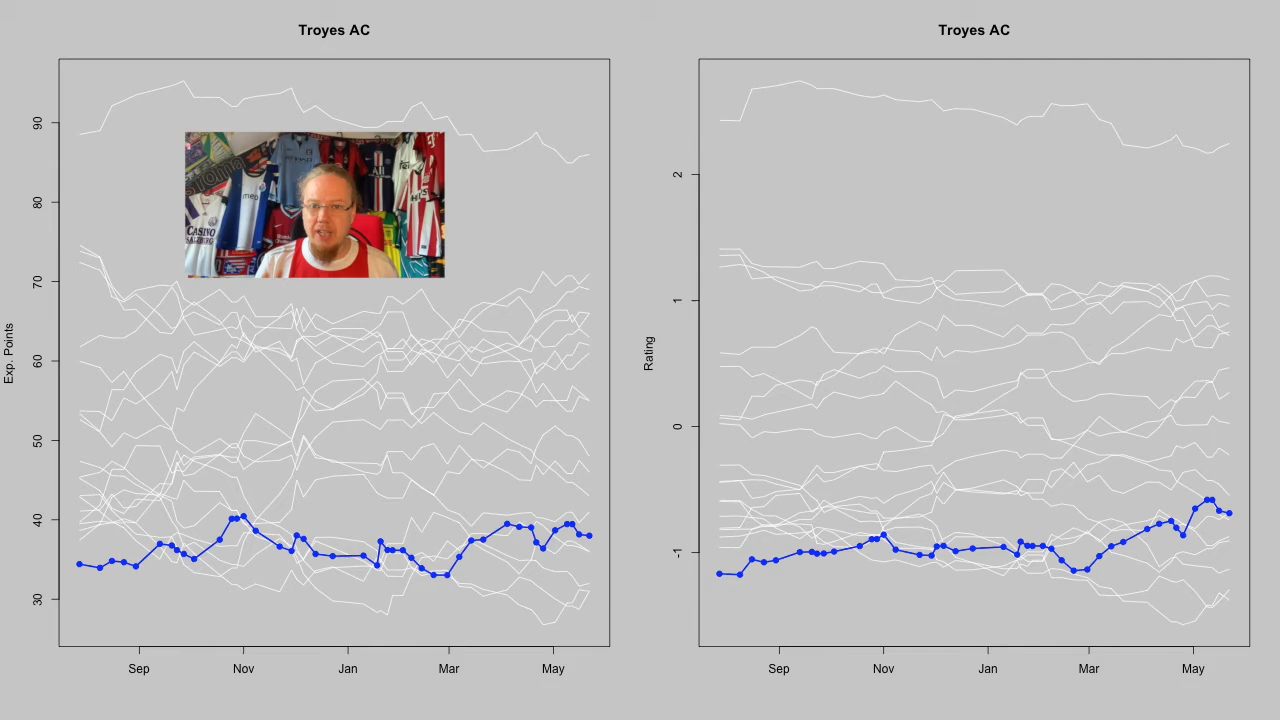 Troyes AC
Exp. Points
90
80
70
60
50
40
30
Sep
Nov
Jan
Mar
May
CASINO
SALZBURG
Troyes AC
Rating
2
1
0
-1
Sep
Nov
Jan
Mar
May